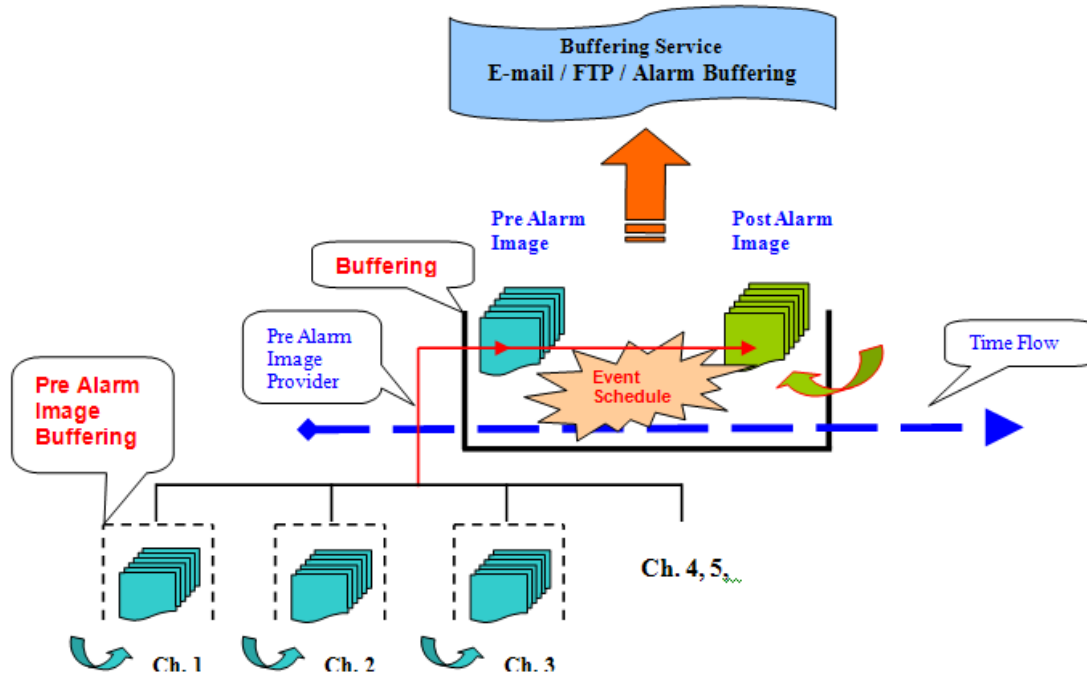 Buffering Service
E-mail / FTP / Alarm Buffering
Pre Alarm
Image
Post Alarm
Image
Buffering
Pre Alarm
Image
Provider
Time Flow
Pre Alarm
Image
Buffering
Event
Schedule
Ch. 4, 5,
Ch. 1
Ch. 2
Ch. 3